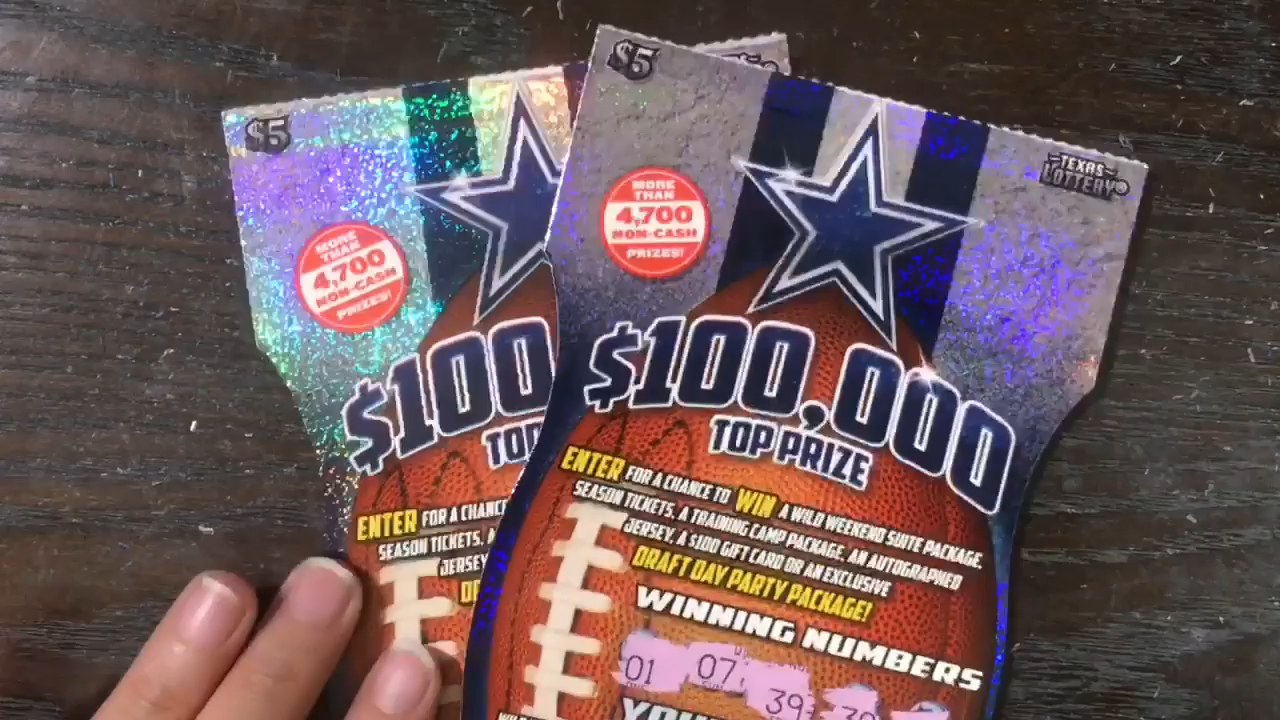 $5
MORE
THAN
4,700
NON-CASH
PRIZES!
$100
TOP
ENTER FOR A CHANCE
SEASON TICKETS, A
JERSEY
$5
TEXAS
LOTTERY
MORE
THAN
4,700
NON-CASH
PRIZES!
$100,000
TOP PRIZE
ENTER FOR A CHANCE TO WIN A WILD WEEKEND SUITE PACKAGE,
SEASON TICKETS, A TRAINING CAMP PACKAGE, AN AUTOGRAPHED
JERSEY, A $100 GIFT CARD OR AN EXCLUSIVE
DRAFT DAY PARTY PACKAGE!
WINNING NUMBERS
01 07 39